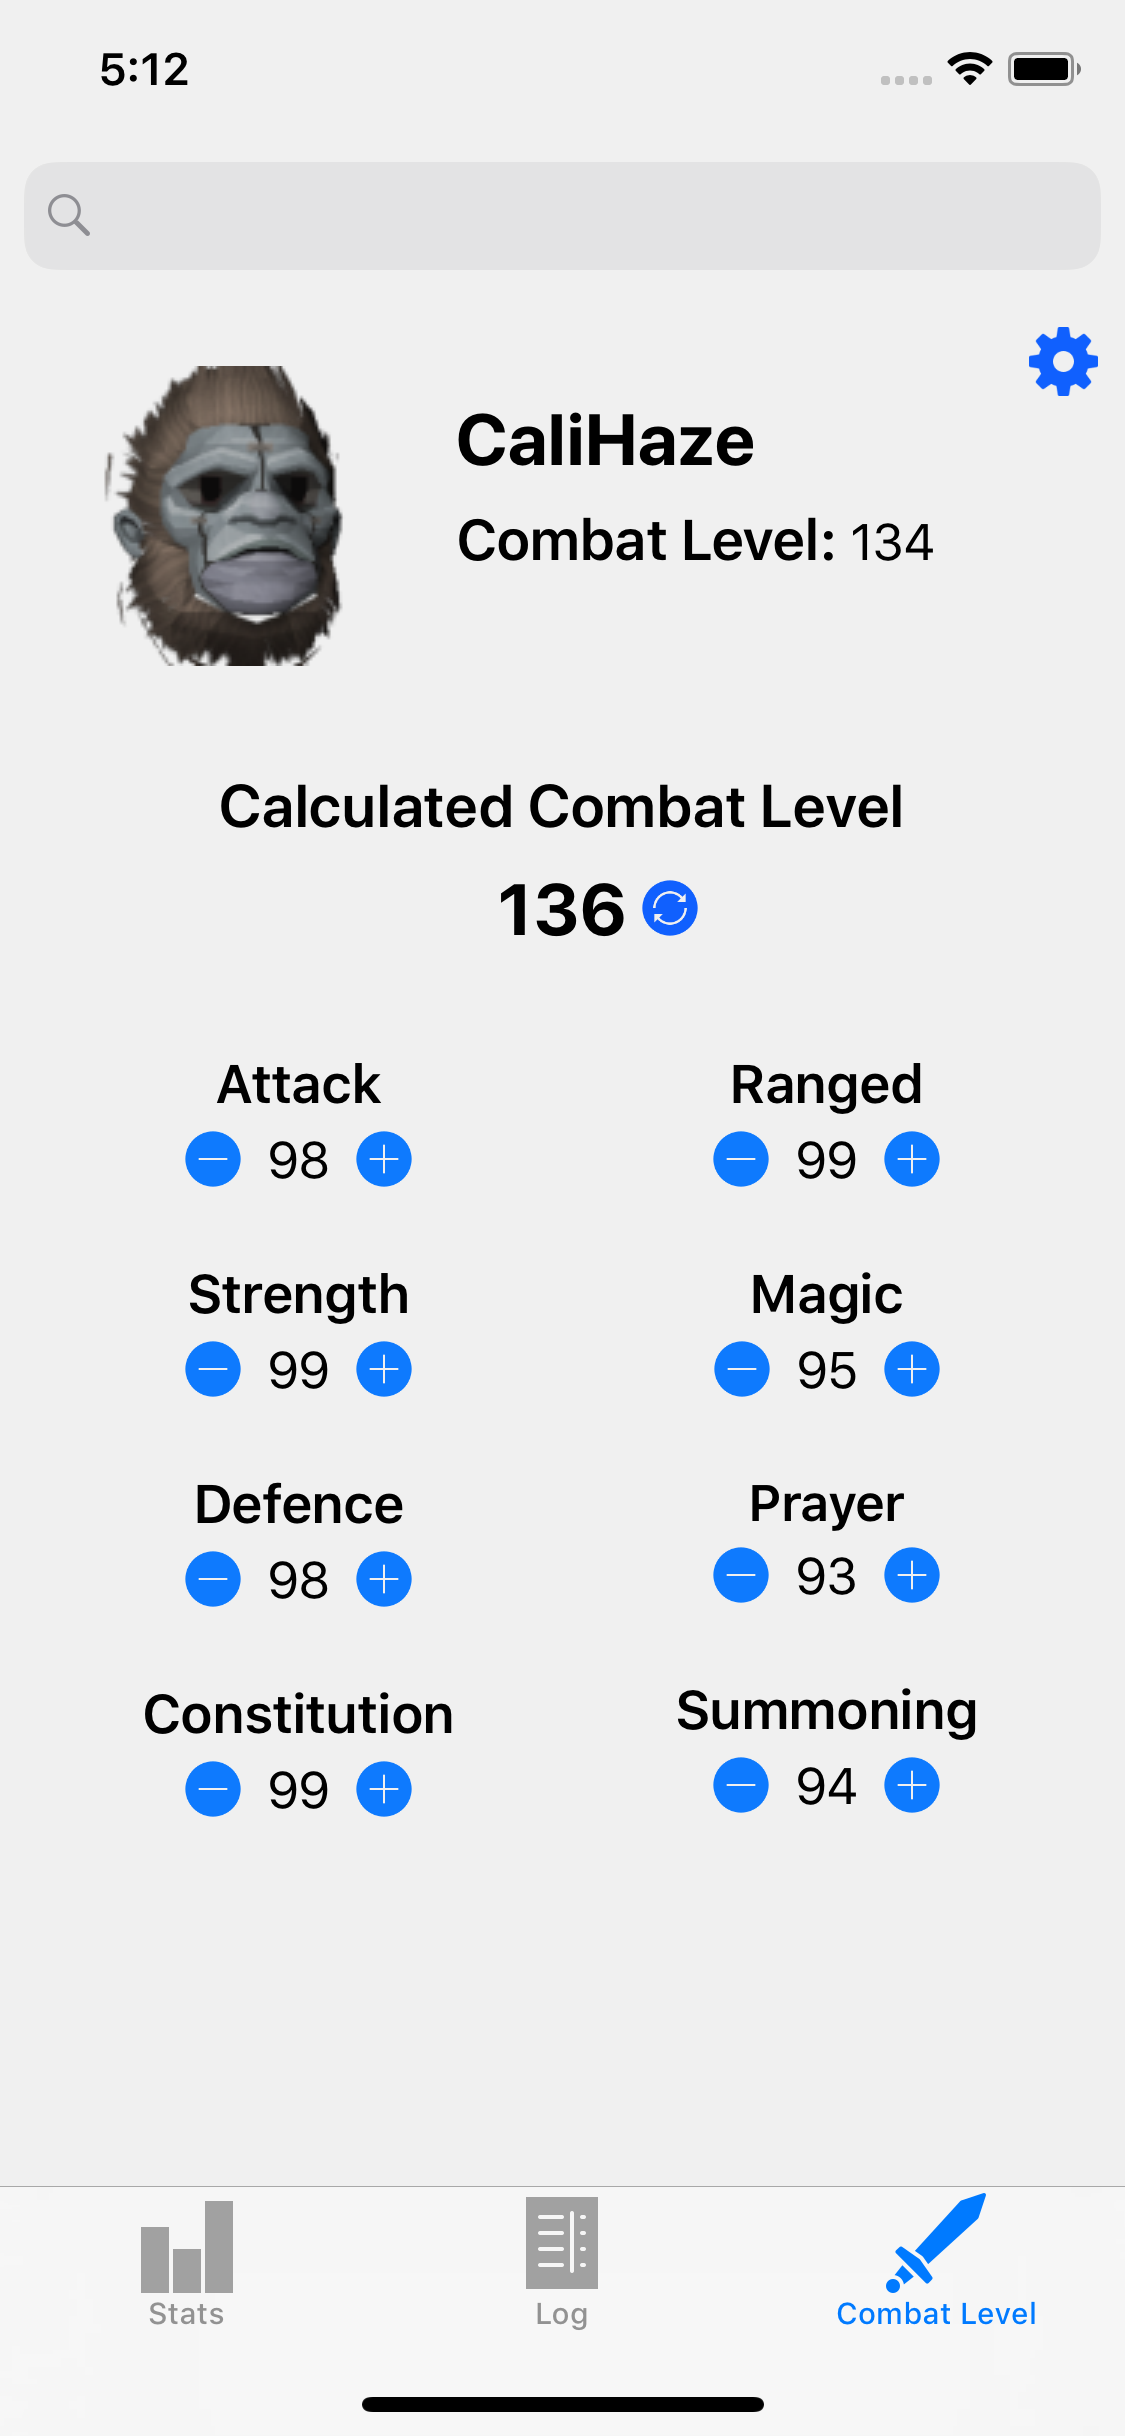 5:12
CaliHaze
Combat Level: 134
Calculated Combat Level
136
Attack
98
Ranged
99
Strength
99
Magic
95
Defence
98
Prayer
93
Constitution
99
Summoning
94
Stats
Log
Combat Level